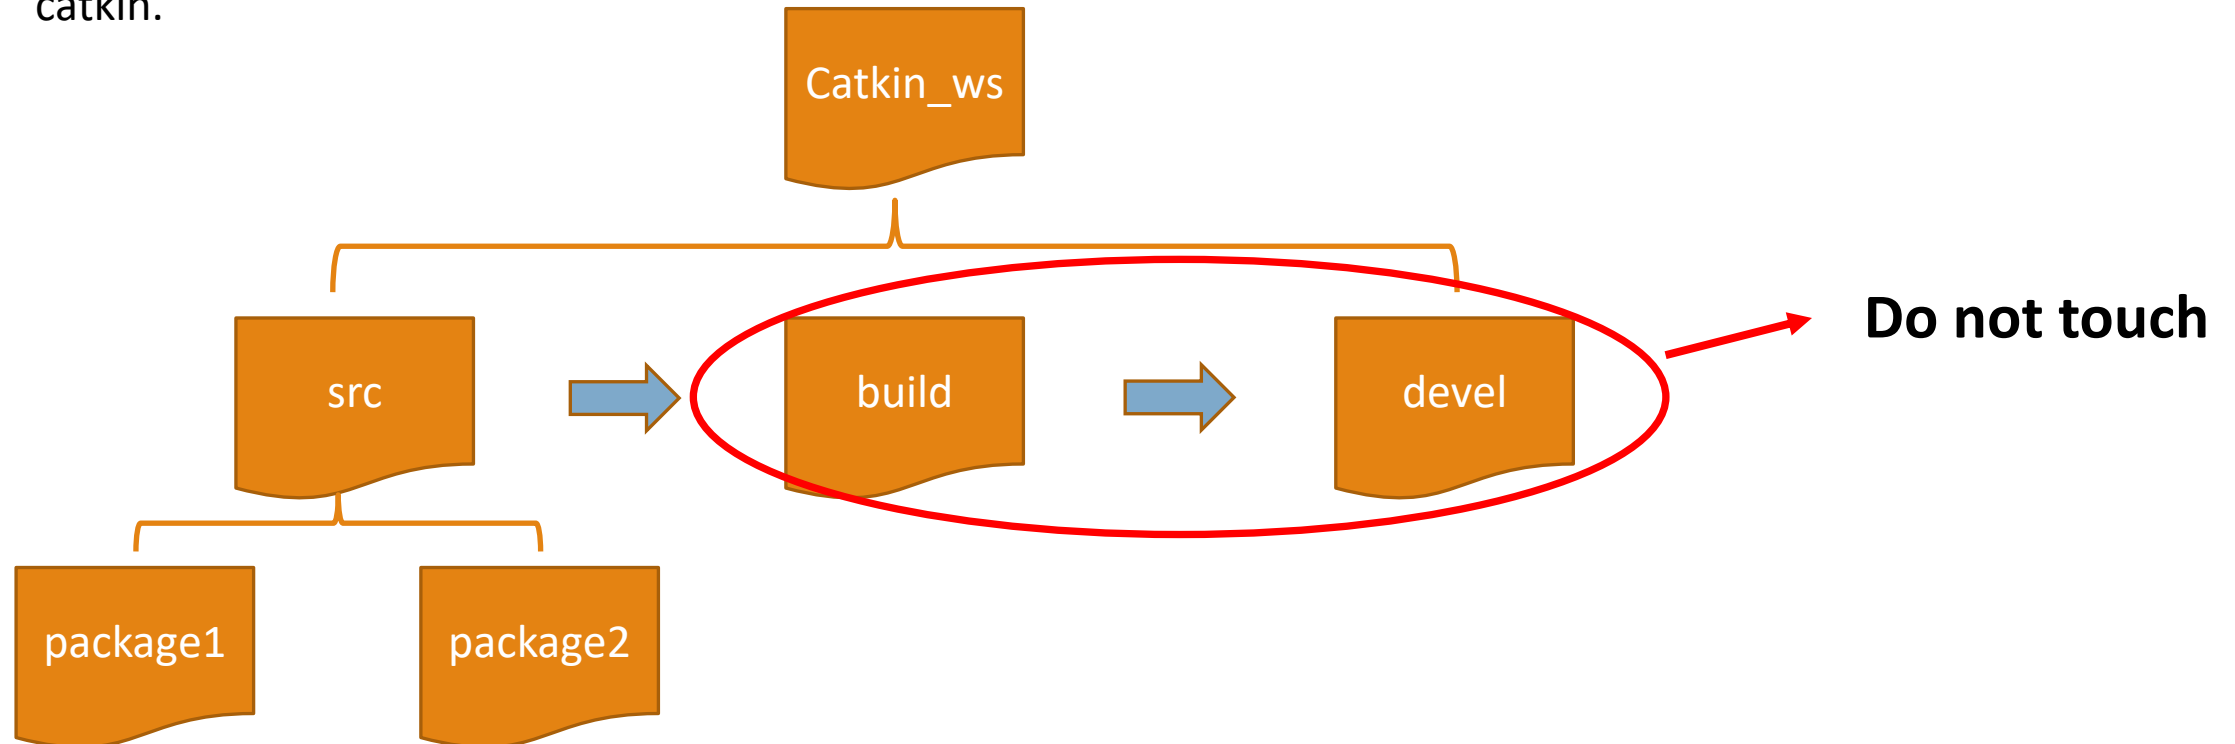 catkin.
Catkin_ws
src
build
devel
Do not touch
package1
package2